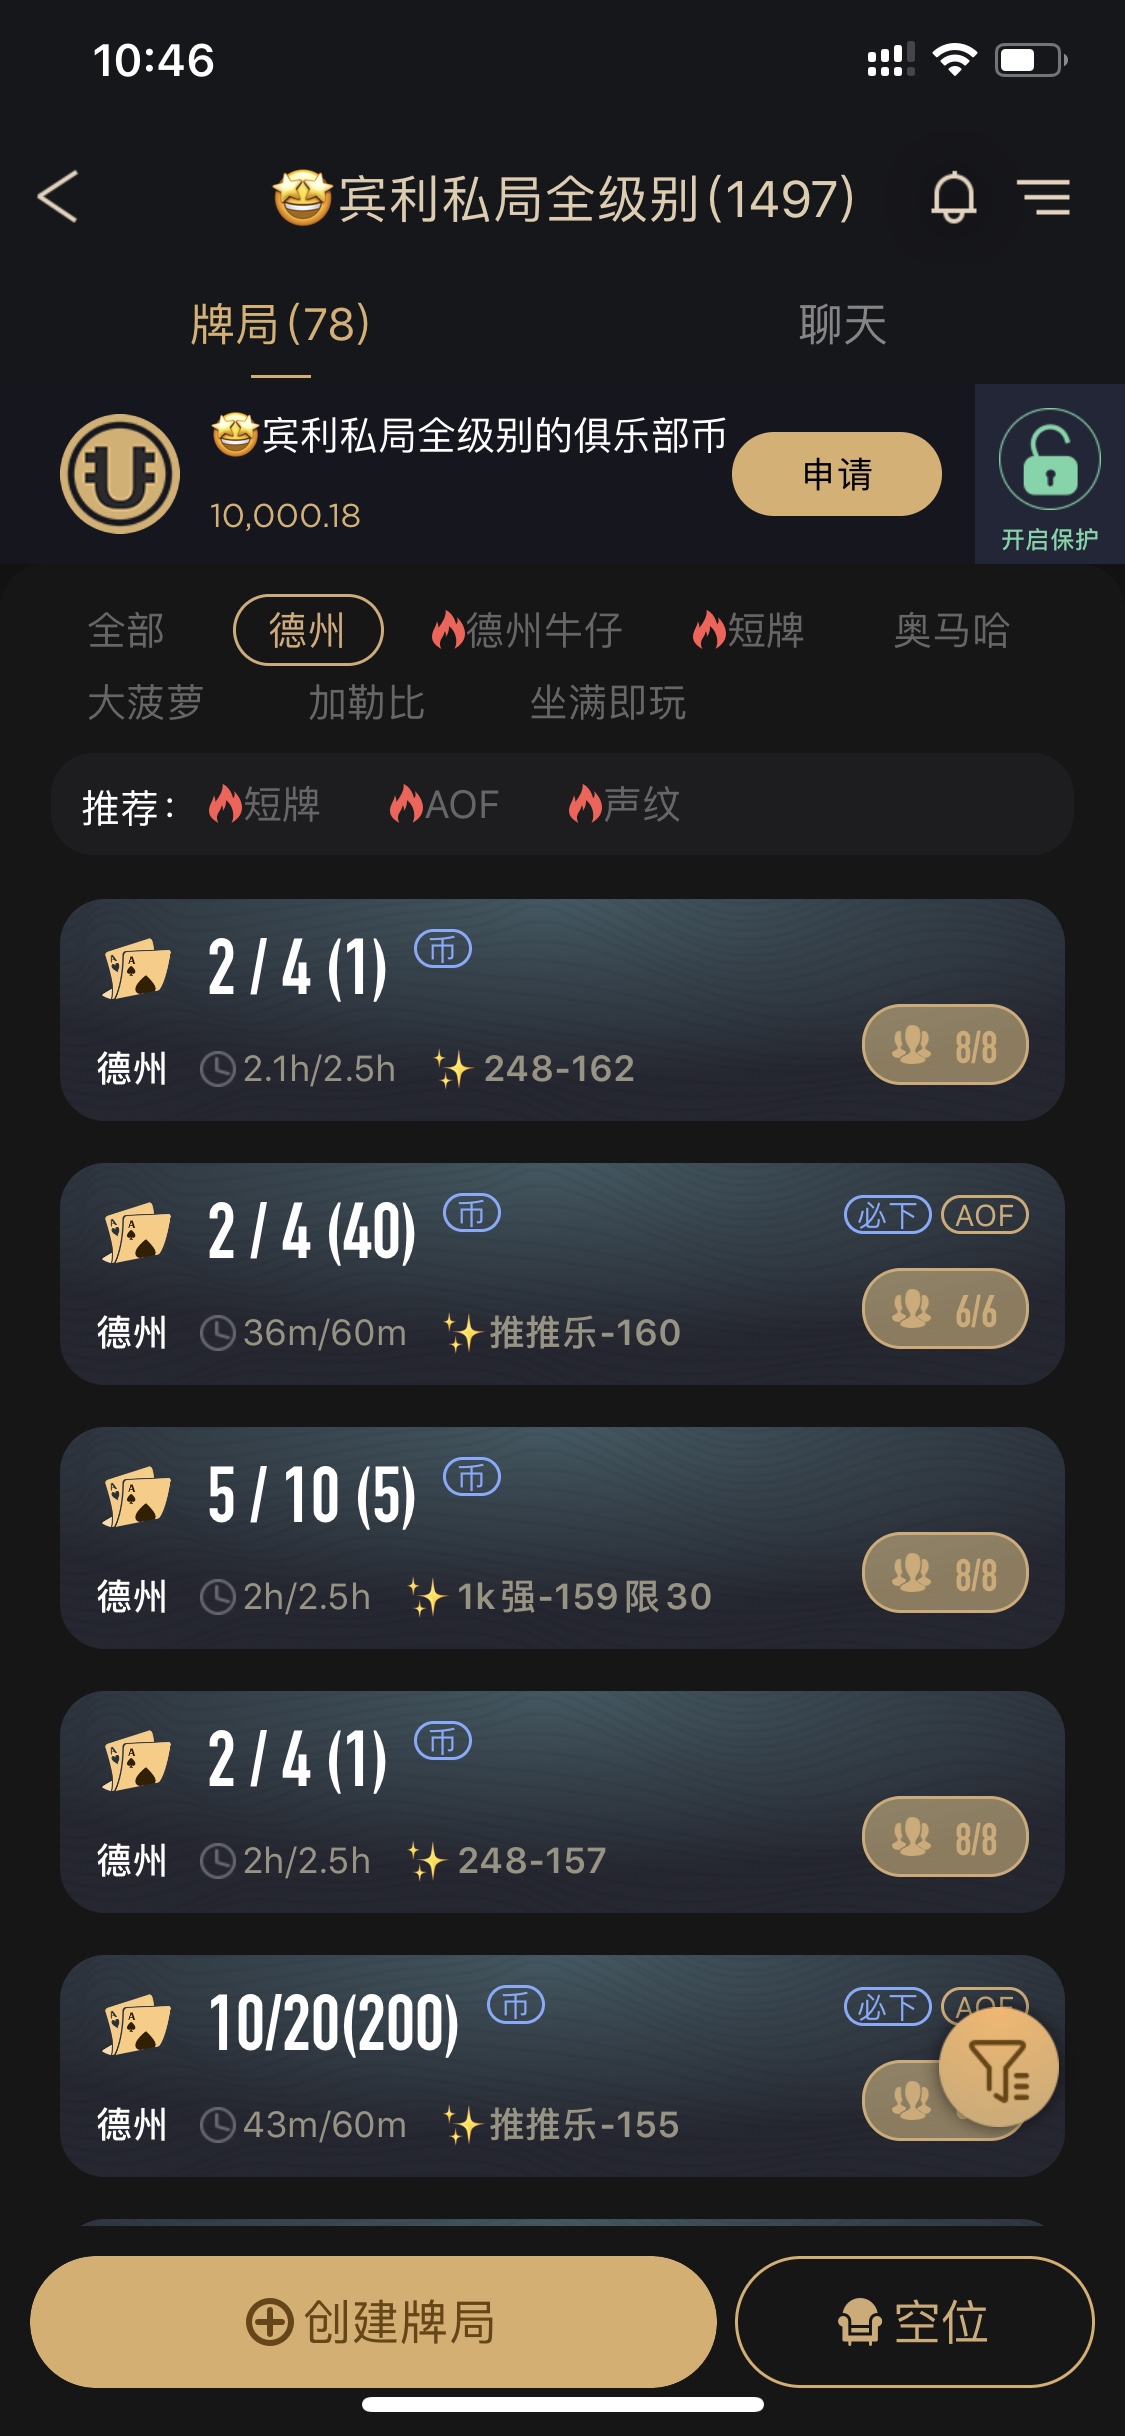 10:46
🤩宾利私局全级别(1497)
牌局(78) 聊天
🤩宾利私局全级别的俱乐部币
10,000.18
申请
开启保护
全部 德州 🔥德州牛仔 🔥短牌 奥马哈
大菠萝 加勒比 坐满即玩
推荐: 🔥短牌 🔥AOF 🔥声纹
2 / 4 (1) 币
德州 2.1h/2.5h ✨248-162 8/8
2 / 4 (40) 币 必下 AOF
德州 36m/60m ✨推推乐-160 6/6
5 / 10 (5) 币
德州 2h/2.5h ✨1k强-159限30 8/8
2 / 4 (1) 币
德州 2h/2.5h ✨248-157 8/8
10/20(200) 币 必下 AOF
德州 43m/60m ✨推推乐-155
创建牌局 空位